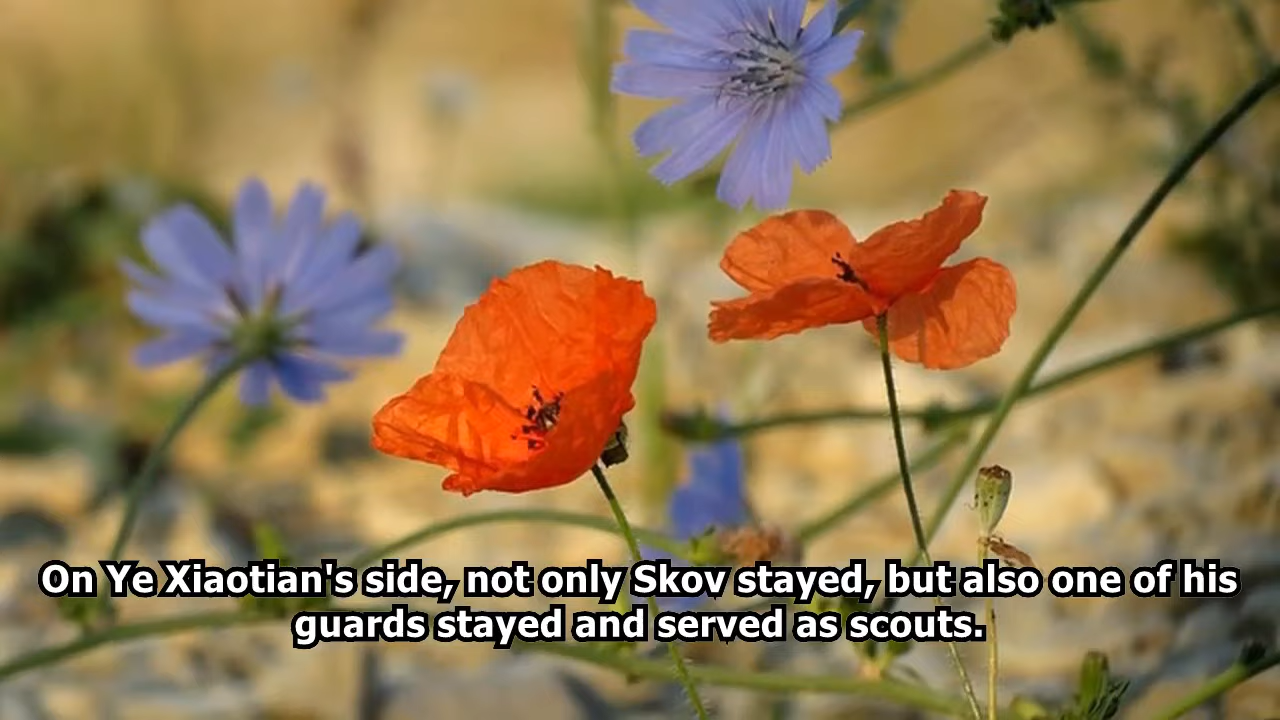 On Ye Xiaotian's side, not only Skov stayed, but also one of his
guards stayed and served as scouts.